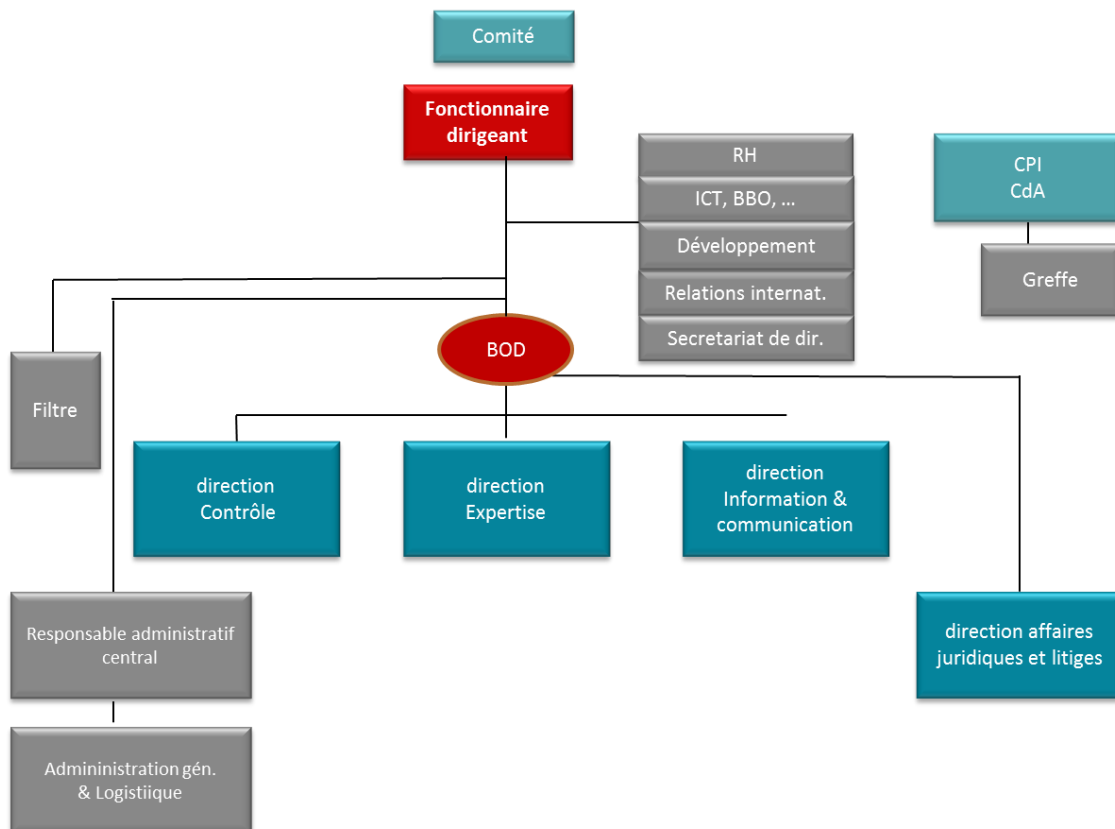 Comité
Fonctionnaire
dirigeant
RH
ICT, BBO, ...
Développement
Relations internat.
Secretariat de dir.
CPI
CdA
Greffe
BOD
Filtre
direction
Contrôle
direction
Expertise
direction
Information &
communication
Responsable administratif
central
direction affaires
juridiques et litiges
Admininistration gén.
& Logistiique